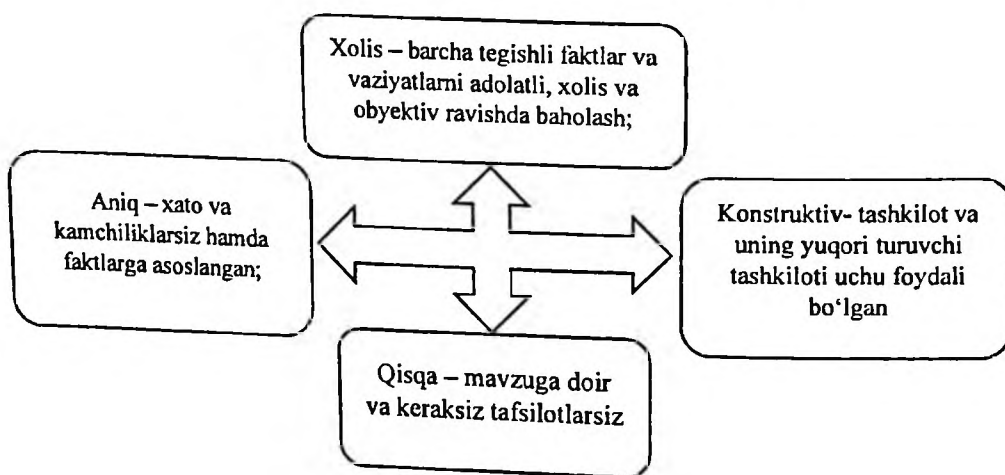 Xolis – barcha tegishli faktlar va
vaziyatlarni adolatli, xolis va
obyektiv ravishda baholash;
Aniq – xato va
kamchiliklarsiz hamda
faktlarga asoslangan;
Konstruktiv- tashkilot va
uning yuqori turuvchi
tashkiloti uchu foydali
bo‘lgan
Qisqa – mavzuga doir
va keraksiz tafsilotlarsiz